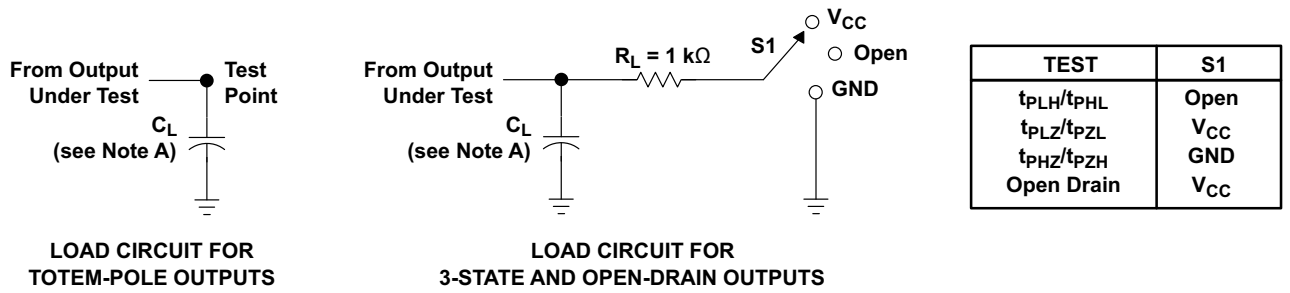 From Output
Under Test
Test
Point
CL
(see Note A)
LOAD CIRCUIT FOR
TOTEM-POLE OUTPUTS
From Output
Under Test
RL = 1 kΩ
S1
VCC
Open
GND
CL
(see Note A)
LOAD CIRCUIT FOR
3-STATE AND OPEN-DRAIN OUTPUTS
TEST S1
tPLH/tPHL Open
tPLZ/tPZL VCC
tPHZ/tPZH GND
Open Drain VCC